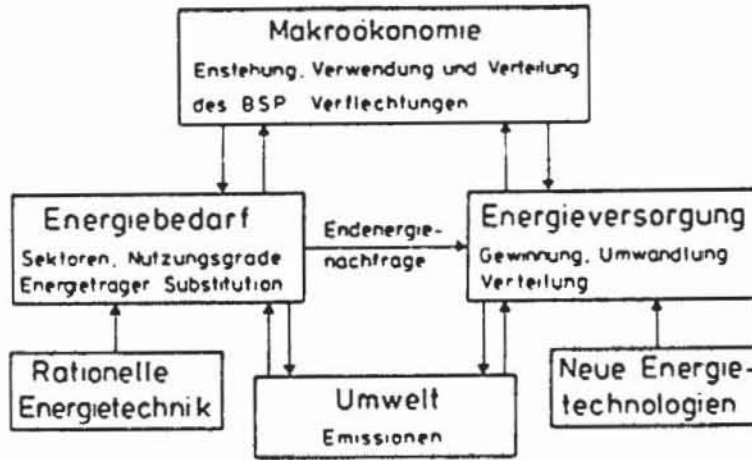 Makroökonomie
Enstehung, Verwendung und Verteilung
des BSP Verflechtungen
Energiebedarf
Sektoren, Nutzungsgrade
Energetrager Substitution
Endenergie-
nachfrage
Energieversorgung
Gewinnung, Umwandlung
Verteilung
Rationelle
Energietechnik
Umwelt
Emissionen
Neue Energie-
technologien